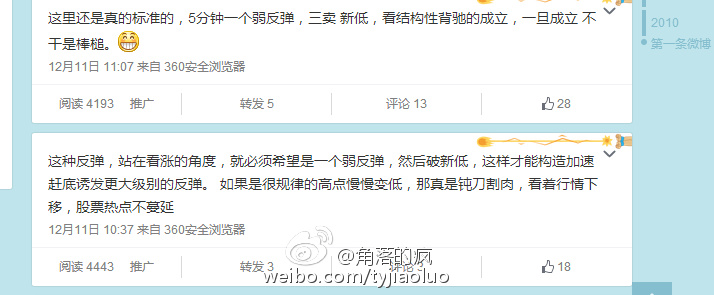 这里还是真的标准的，5分钟一个弱反弹，三卖 新低，看结构性背驰的成立，一旦成立 不
干是棒槌。
12月11日 11:07 来自 360安全浏览器
阅读 4193 推广 转发 5 评论 13 28
这种反弹，站在看涨的角度，就必须希望是一个弱反弹，然后破新低，这样才能构造加速
赶底诱发更大级别的反弹。 如果是很规律的高点慢慢变低，那真是钝刀割肉，看着行情下
移，股票热点不蔓延
12月11日 10:37 来自 360安全浏览器
阅读 4443 推广 转发 3 评论 3 18
@角落的疯
weibo.com/tyjiaoluo
2010
第一条微博